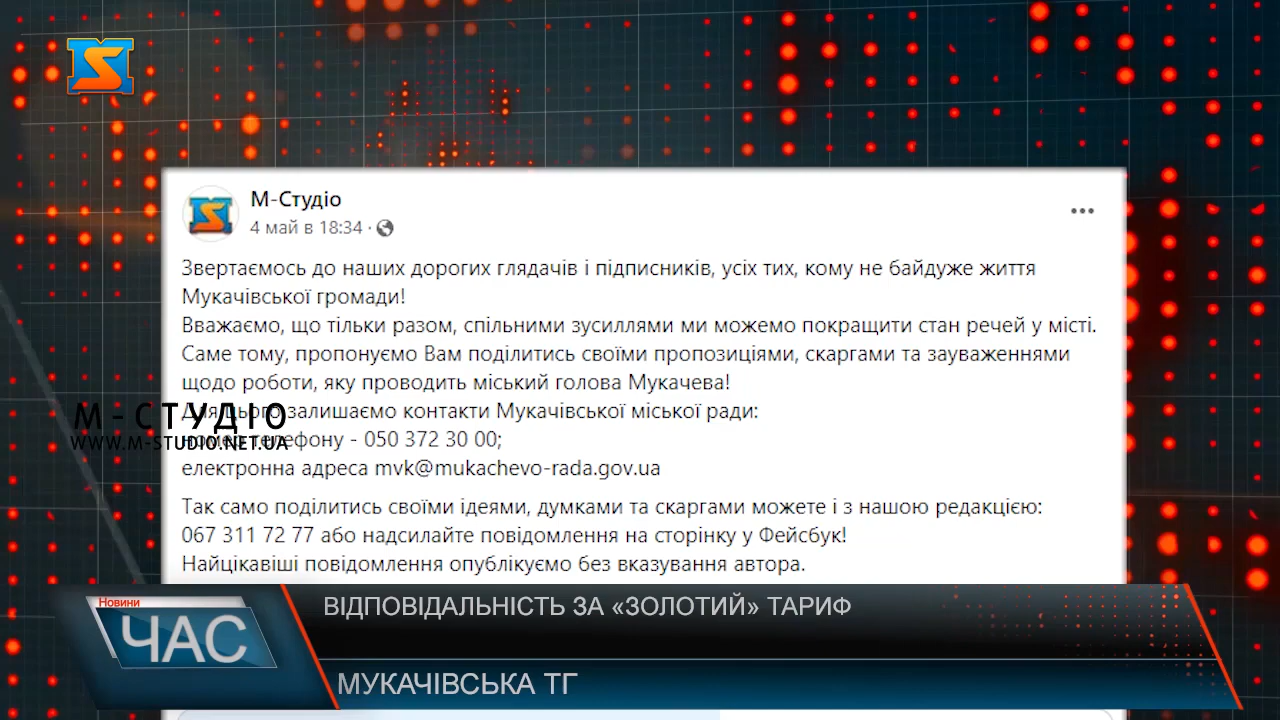 М-Студіо
4 май в 18:34 ·
Звертаємось до наших дорогих глядачів і підписників, усіх тих, кому не байдуже життя
Мукачівської громади!
Вважаємо, що тільки разом, спільними зусиллями ми можемо покращити стан речей у місті.
Саме тому, пропонуємо Вам поділитись своїми пропозиціями, скаргами та зауваженнями
щодо роботи, яку проводить міський голова Мукачева!
Для цього залишаємо контакти Мукачівської міської ради:
номер телефону - 050 372 30 00;
електронна адреса mvk@mukachevo-rada.gov.ua
Так само поділитись своїми ідеями, думками та скаргами можете і з нашою редакцією:
067 311 72 77 або надсилайте повідомлення на сторінку у Фейсбук!
Найцікавіші повідомлення опублікуємо без вказування автора.
М-СТУДІО
WWW.M-STUDIO.NET.UA
Новини
ЧАС
ВІДПОВІДАЛЬНІСТЬ ЗА «ЗОЛОТИЙ» ТАРИФ
МУКАЧІВСЬКА ТГ